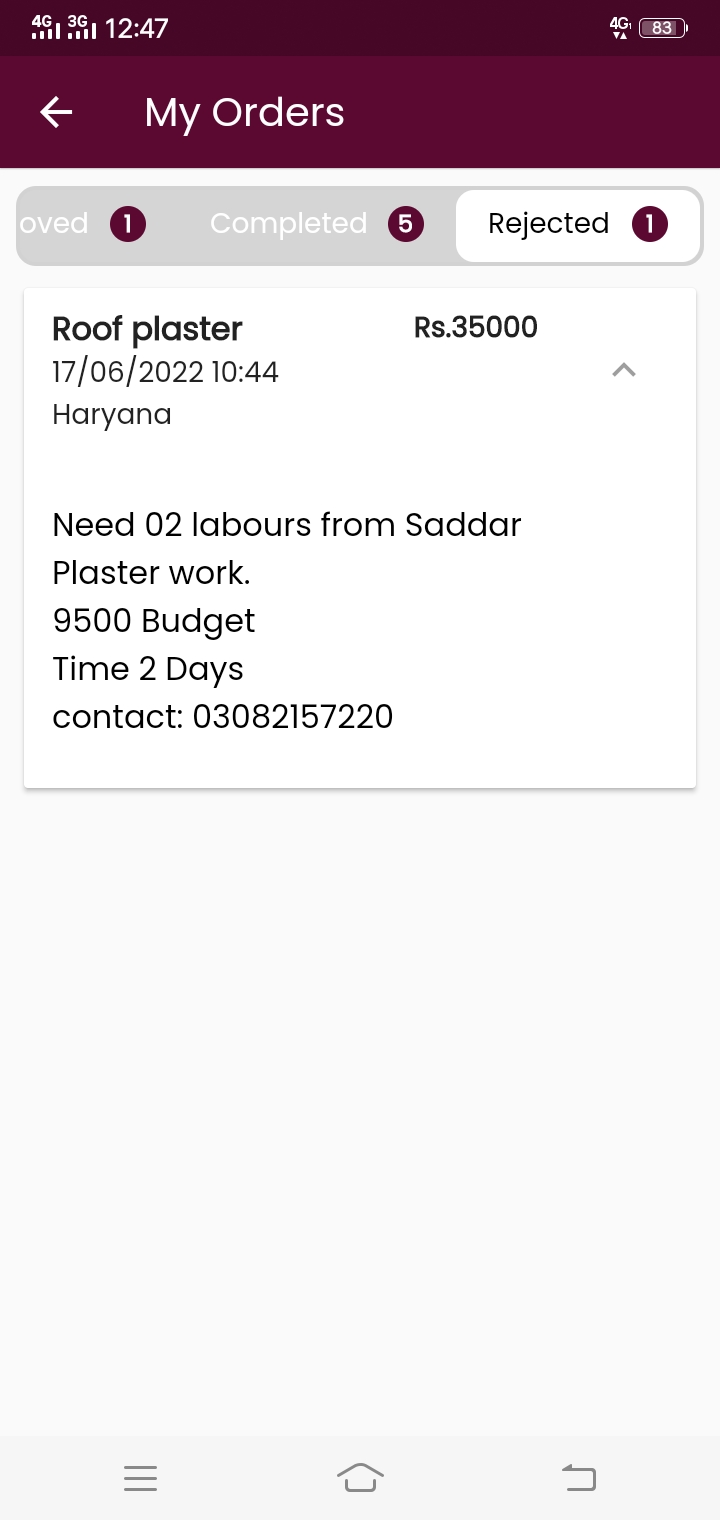 4G 3G 12:47 4G 83
My Orders
oved 1 Completed 5 Rejected 1
Roof plaster Rs.35000
17/06/2022 10:44
Haryana
Need 02 labours from Saddar
Plaster work.
9500 Budget
Time 2 Days
contact: 03082157220